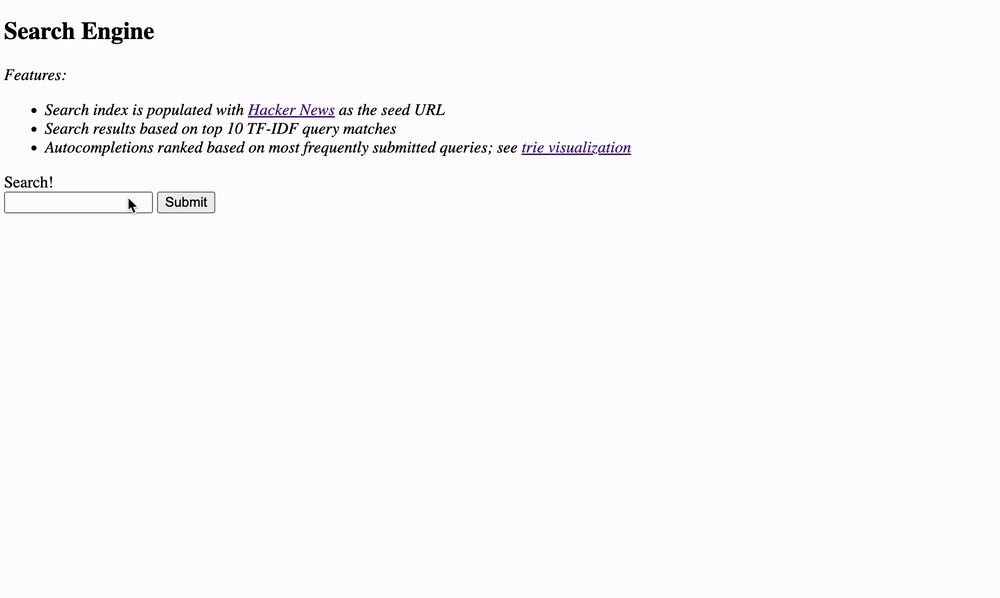 Search Engine
Features:
Search index is populated with Hacker News as the seed URL
Search results based on top 10 TF-IDF query matches
Autocompletions ranked based on most frequently submitted queries; see trie visualization
Search!
Submit